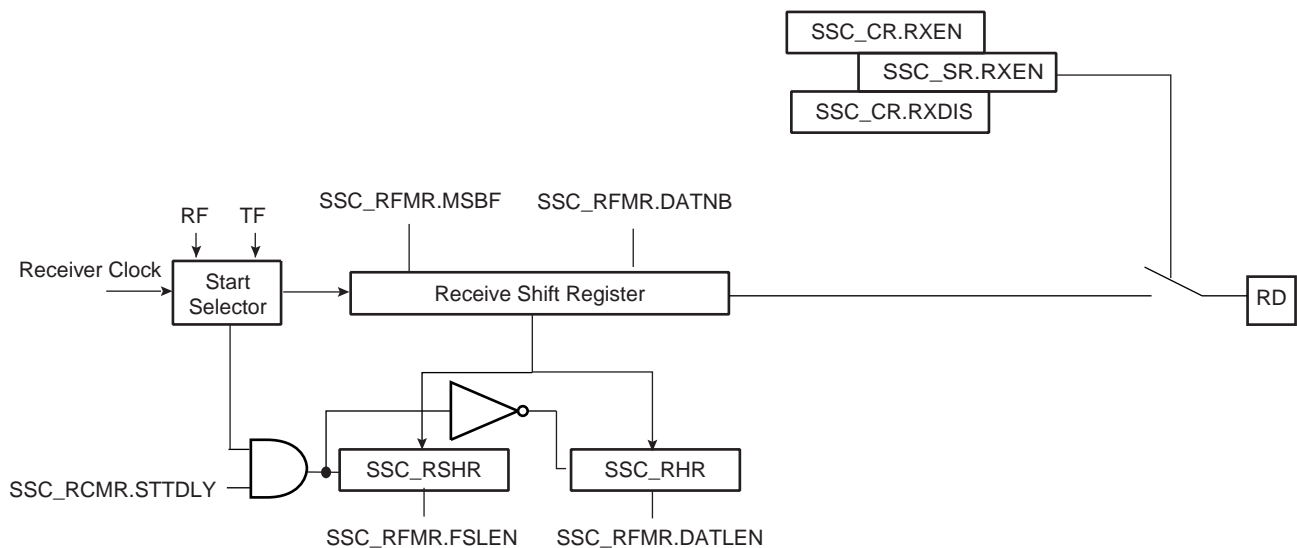 SSC_CR.RXEN
SSC_SR.RXEN
SSC_CR.RXDIS
SSC_RFMR.MSBF
SSC_RFMR.DATNB
RF
TF
Receiver Clock
Start
Selector
Receive Shift Register
RD
SSC_RSHR
SSC_RHR
SSC_RCMR.STTDLY
SSC_RFMR.FSLEN
SSC_RFMR.DATLEN